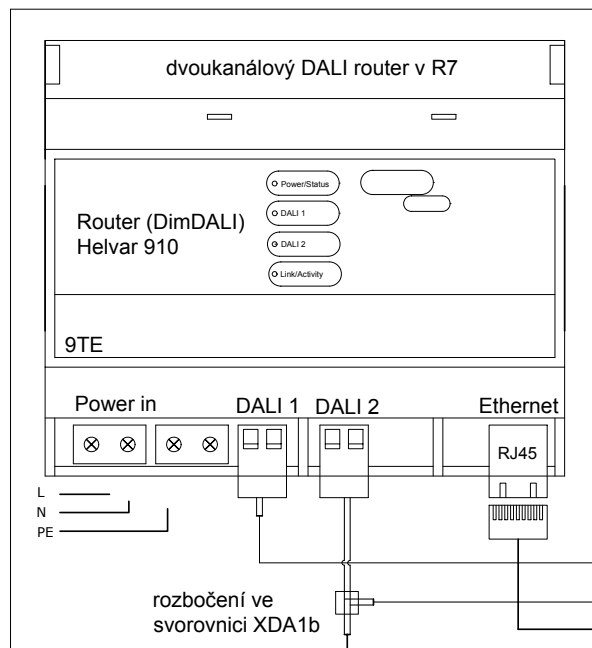 dvoukanálový DALI router v R7
Power/Status
DALI 1
DALI 2
Link/Activity
Router (DimDALI)
Helvar 910
9TE
Power in
DALI 1
DALI 2
Ethernet
RJ45
L
N
PE
rozbočení ve
svorovnici XDA1b